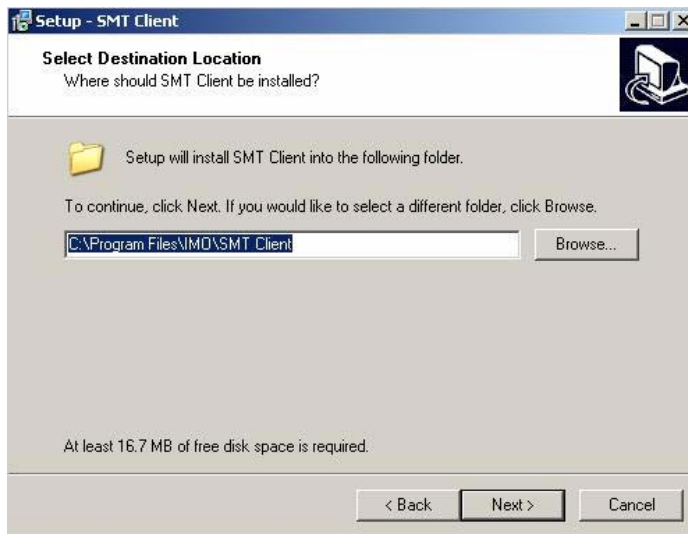 Setup - SMT Client
Select Destination Location
Where should SMT Client be installed?
Setup will install SMT Client into the following folder.
To continue, click Next. If you would like to select a different folder, click Browse.
C:\Program Files\IMO\SMT Client
Browse...
At least 16.7 MB of free disk space is required.
< Back
Next >
Cancel